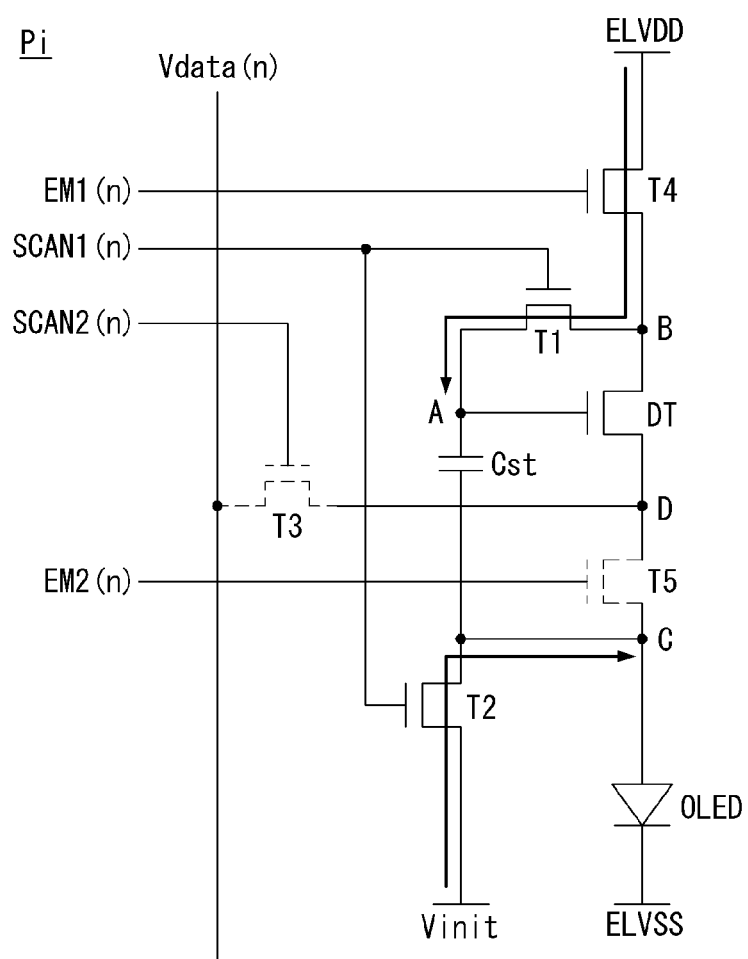 Pi
ELVDD
Vdata(n)
EM1(n)
T4
SCAN1(n)
SCAN2(n)
T1
B
A
DT
Cst
T3
D
EM2(n)
T5
C
T2
OLED
Vinit
ELVSS